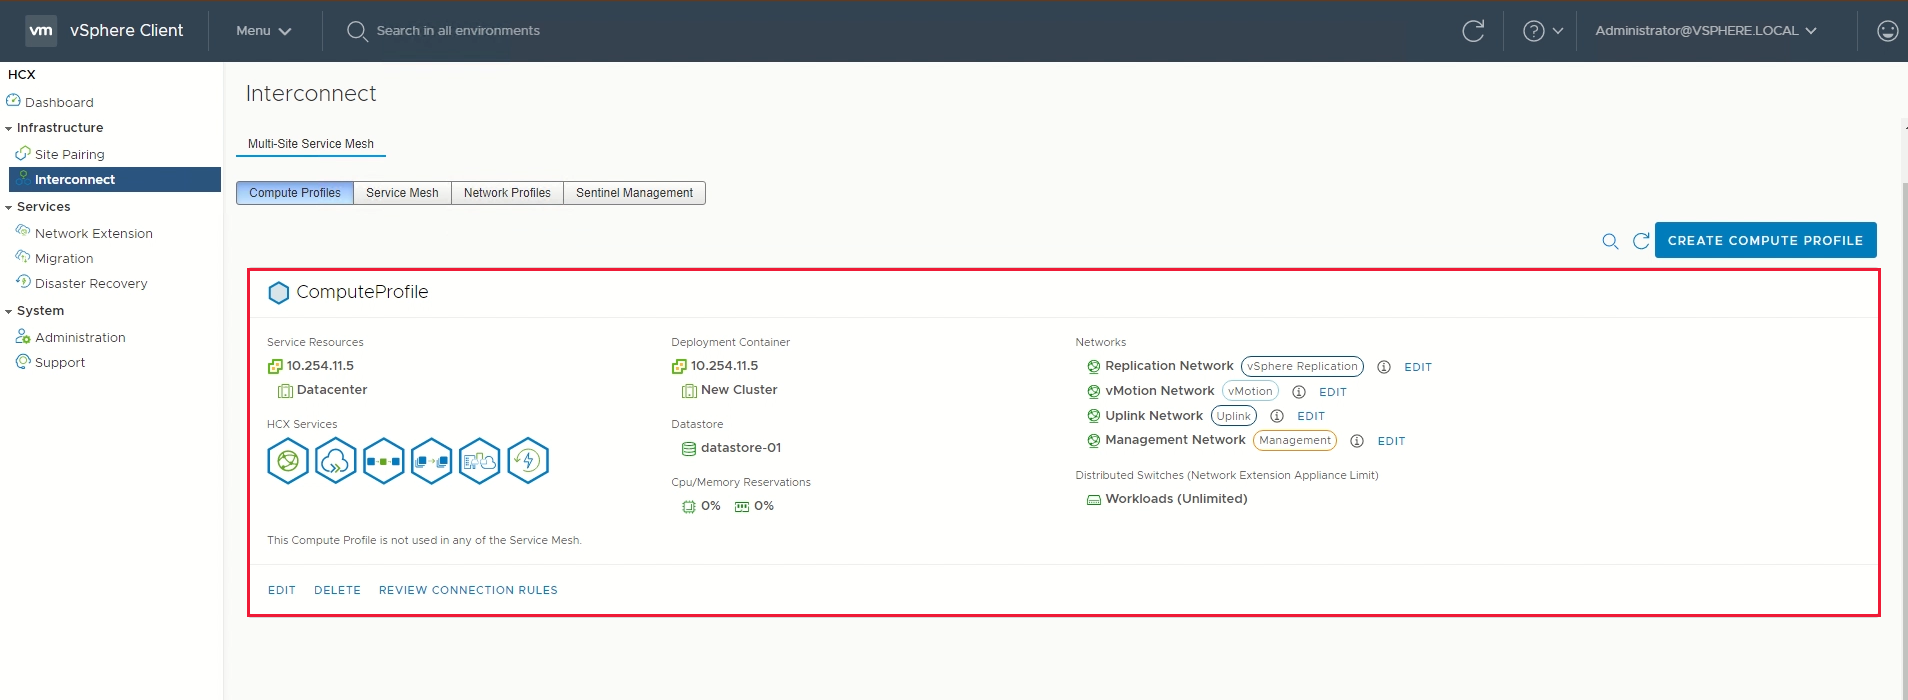 vm vSphere Client Menu Search in all environments ? Administrator@VSPHERE.LOCAL
HCX
Dashboard
Infrastructure
Site Pairing
Interconnect
Services
Network Extension
Migration
Disaster Recovery
System
Administration
Support
Interconnect
Multi-Site Service Mesh
Compute Profiles Service Mesh Network Profiles Sentinel Management
CREATE COMPUTE PROFILE
ComputeProfile
Service Resources
10.254.11.5
Datacenter
HCX Services
Deployment Container
10.254.11.5
New Cluster
Datastore
datastore-01
Cpu/Memory Reservations
0% 0%
Networks
Replication Network vSphere Replication EDIT
vMotion Network vMotion EDIT
Uplink Network Uplink EDIT
Management Network Management EDIT
Distributed Switches (Network Extension Appliance Limit)
Workloads (Unlimited)
This Compute Profile is not used in any of the Service Mesh.
EDIT DELETE REVIEW CONNECTION RULES